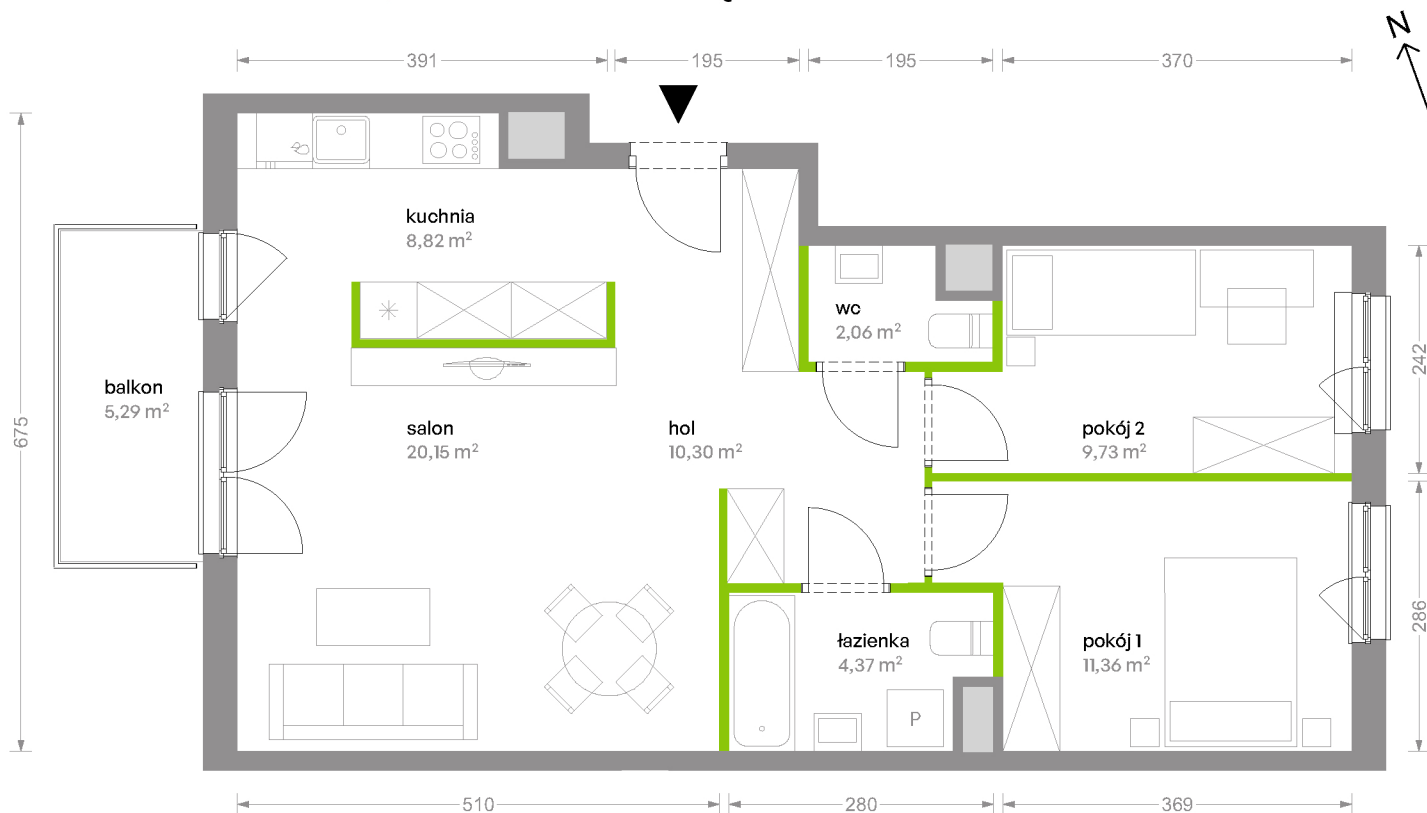 N
391
195
195
370
kuchnia
8,82 m²
wc
2,06 m²
balkon
5,29 m²
salon
20,15 m²
hol
10,30 m²
pokój 2
9,73 m²
242
675
łazienka
4,37 m²
pokój 1
11,36 m²
286
P
510
280
369